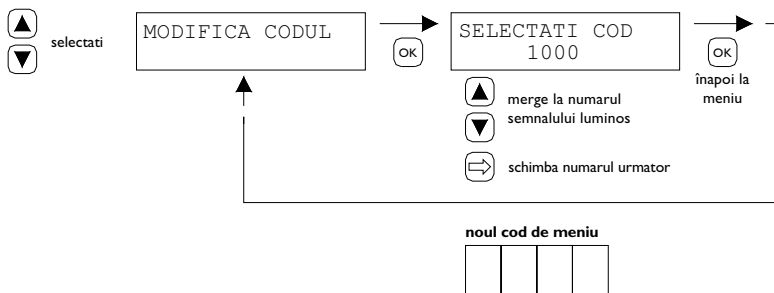 selectati
MODIFICA CODUL
OK
SELECTATI COD
1000
OK
înapoi la
meniu
merge la numarul
semnalului luminos
schimba numarul urmator
noul cod de meniu